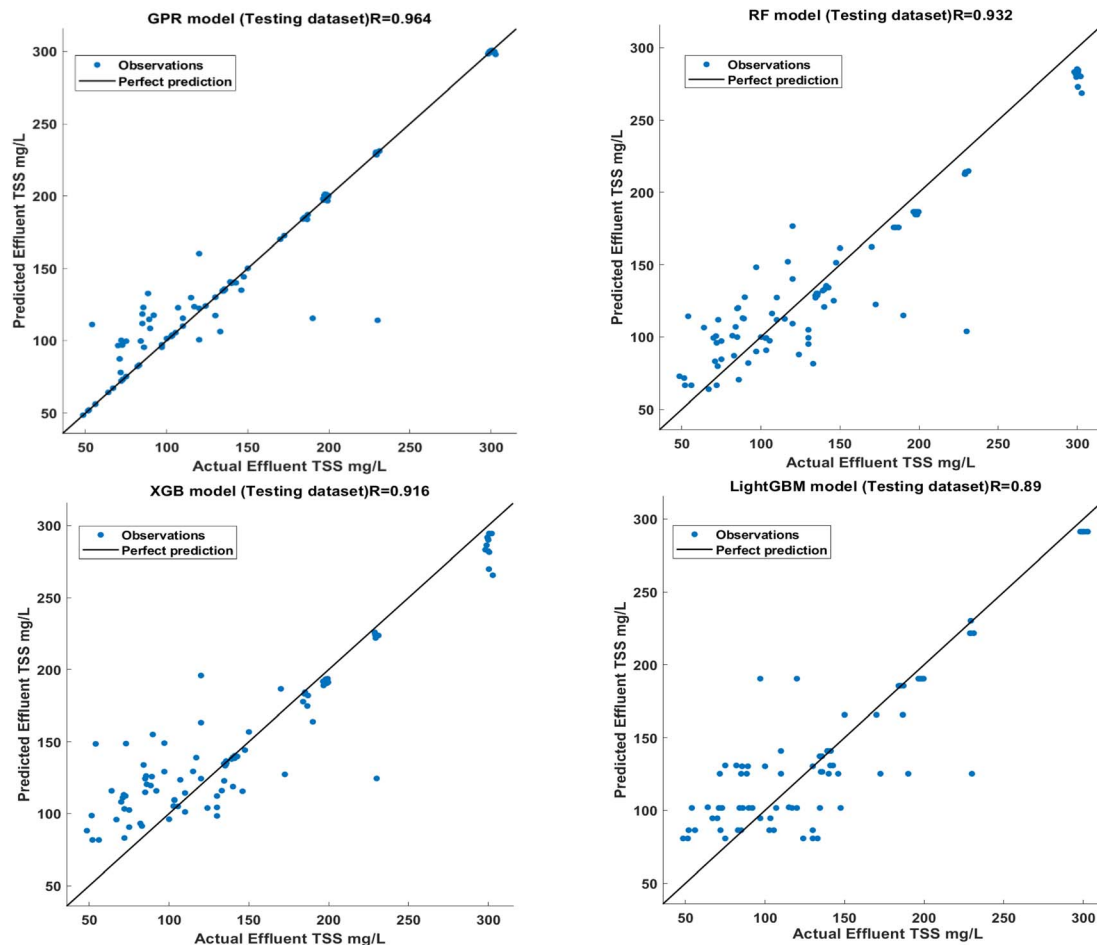 GPR model (Testing dataset)R=0.964
Observations
Perfect prediction
Predicted Effluent TSS mg/L
300
250
200
150
100
50
50 100 150 200 250 300
Actual Effluent TSS mg/L
RF model (Testing dataset)R=0.932
Observations
Perfect prediction
Predicted Effluent TSS mg/L
300
250
200
150
100
50
50 100 150 200 250 300
Actual Effluent TSS mg/L
XGB model (Testing dataset)R=0.916
Observations
Perfect prediction
Predicted Effluent TSS mg/L
300
250
200
150
100
50
50 100 150 200 250 300
Actual Effluent TSS mg/L
LightGBM model (Testing dataset)R=0.89
Observations
Perfect prediction
Predicted Effluent TSS mg/L
300
250
200
150
100
50
50 100 150 200 250 300
Actual Effluent TSS mg/L